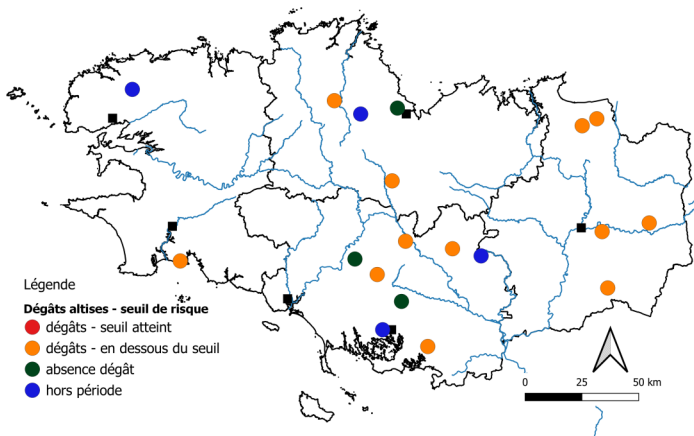 Légende
Dégâts altises - seuil de risque
dégâts - seuil atteint
dégâts - en dessous du seuil
absence dégât
hors période
0 25 50 km